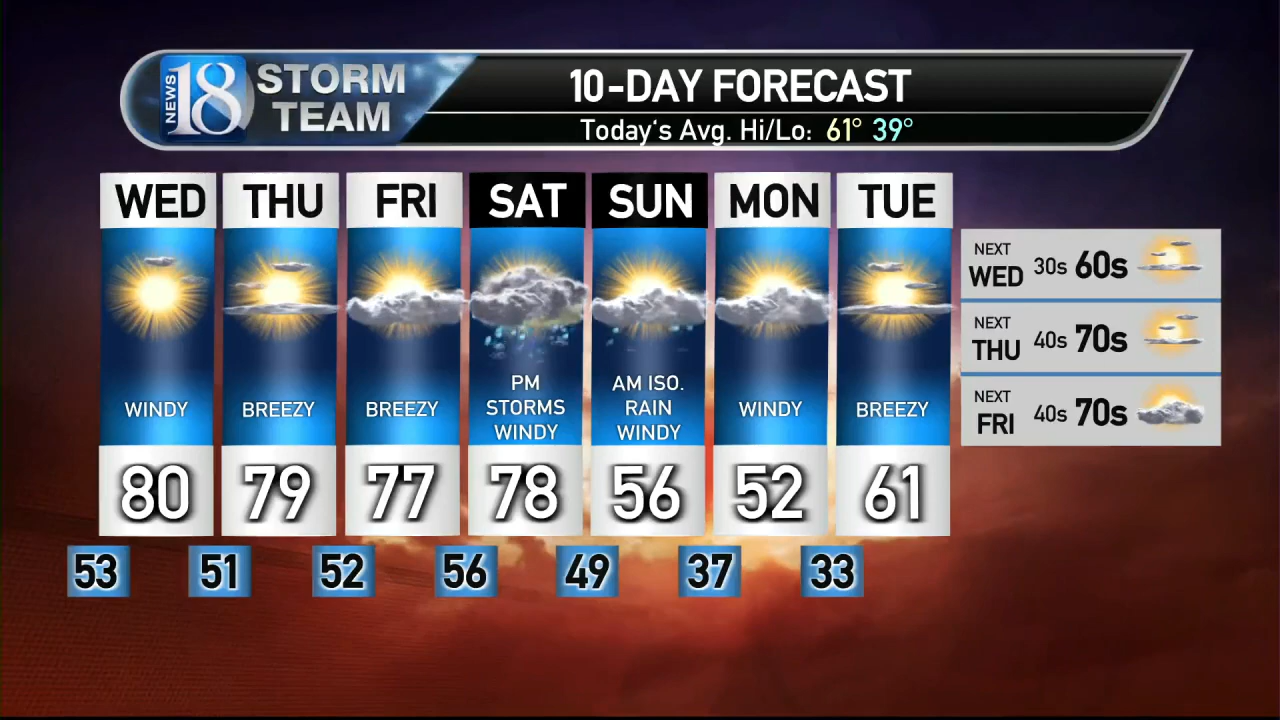 NEWS 18 STORM TEAM
10-DAY FORECAST
Today's Avg. Hi/Lo: 61° 39°
WED THU FRI SAT SUN MON TUE
WINDY
BREEZY
BREEZY
PM
STORMS
WINDY
AM ISO.
RAIN
WINDY
WINDY
BREEZY
80 79 77 78 56 52 61
53 51 52 56 49 37 33
NEXT
WED 30s 60s
NEXT
THU 40s 70s
NEXT
FRI 40s 70s